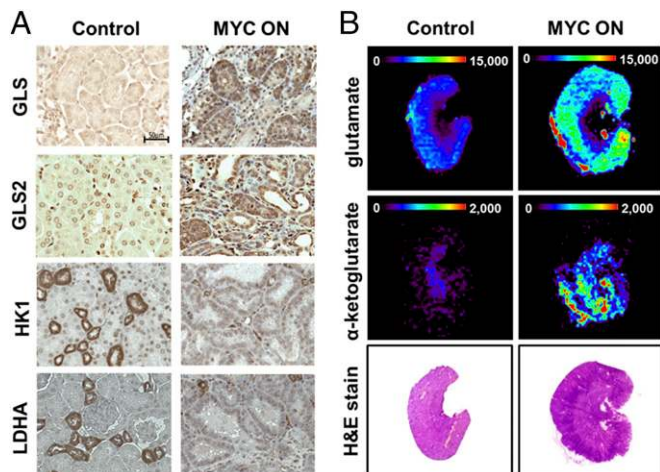 A
Control
MYC ON
GLS
50µm
GLS2
HK1
LDHA
B
Control
MYC ON
glutamate
0
15,000
0
15,000
α-ketoglutarate
0
2,000
0
2,000
H&E stain